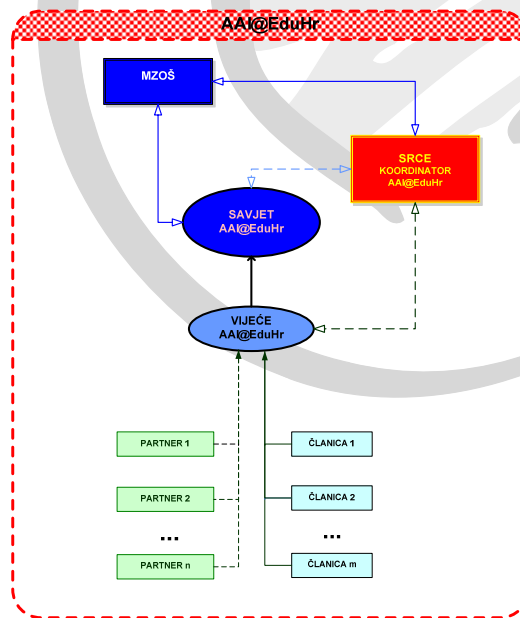 AAI@EduHr
MZOŠ
SRCE
KOORDINATOR
AAI@EduHr
SAVJET
AAI@EduHr
VIJEĆE
AAI@EduHr
PARTNER 1
ČLANICA 1
PARTNER 2
ČLANICA 2
...
...
PARTNER n
ČLANICA m